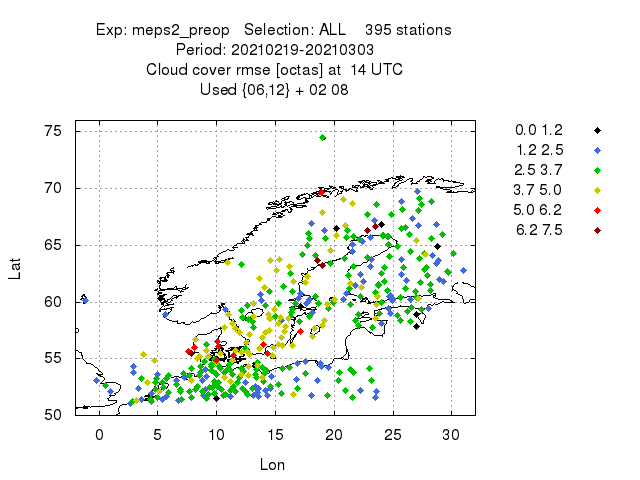 Exp: meps2_preop   Selection: ALL    395 stations
Period: 20210219-20210303
Cloud cover rmse [octas] at  14 UTC
Used {06,12} + 02 08
0.0 1.2
1.2 2.5
2.5 3.7
3.7 5.0
5.0 6.2
6.2 7.5
Lat
75
70
65
60
55
50
0 5 10 15 20 25 30
Lon